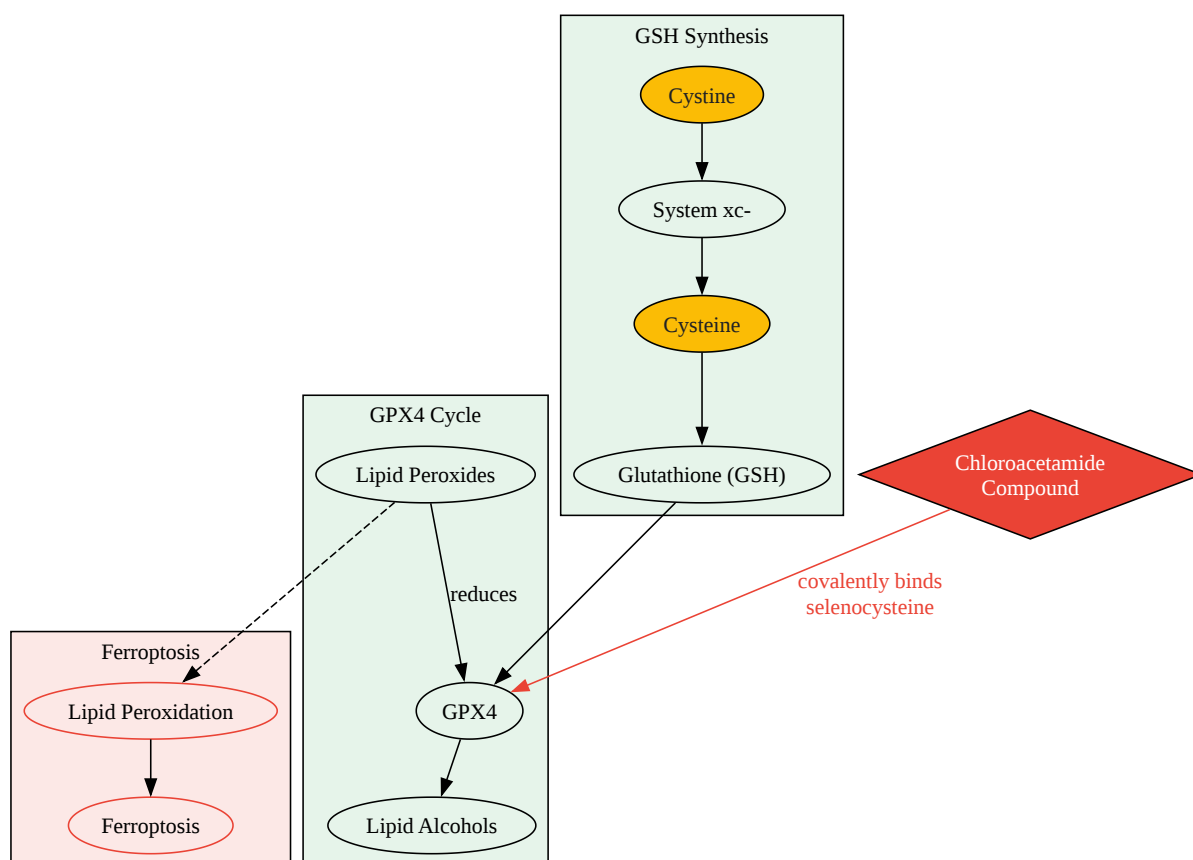 GSH Synthesis
Cystine
System xc-
Cysteine
GPX4 Cycle
Lipid Peroxides
Glutathione (GSH)
Chloroacetamide
Compound
reduces
covalently binds
selenocysteine
Ferroptosis
Lipid Peroxidation
GPX4
Ferroptosis
Lipid Alcohols